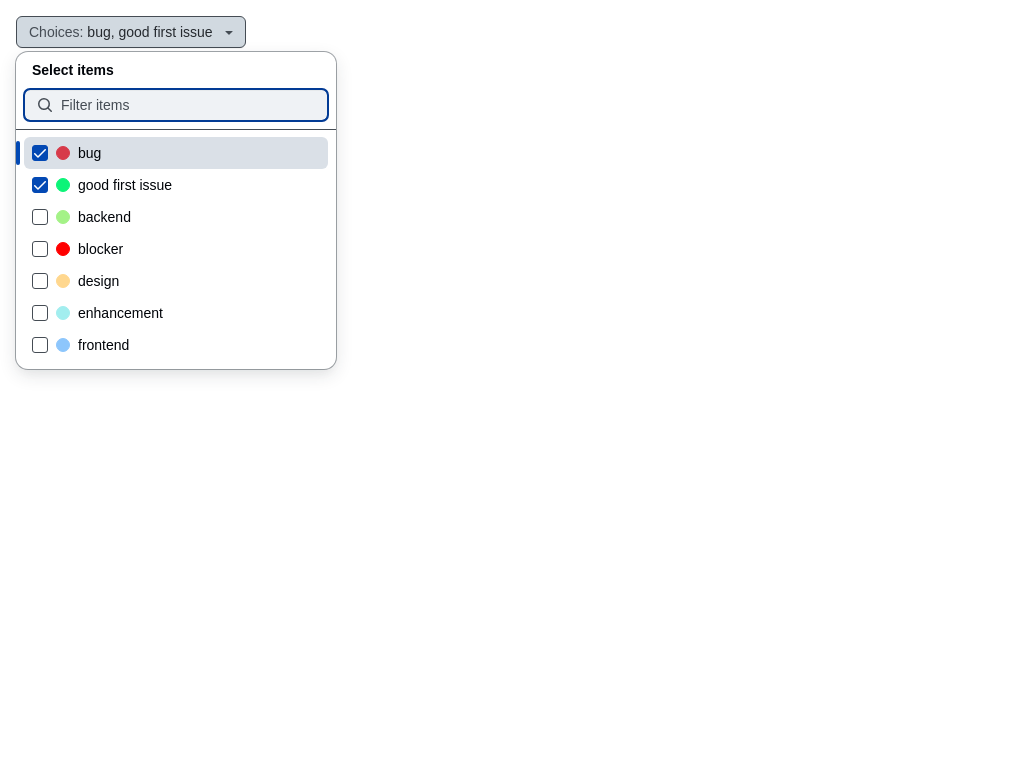 Choices: bug, good first issue
Select items
Filter items
bug
good first issue
backend
blocker
design
enhancement
frontend